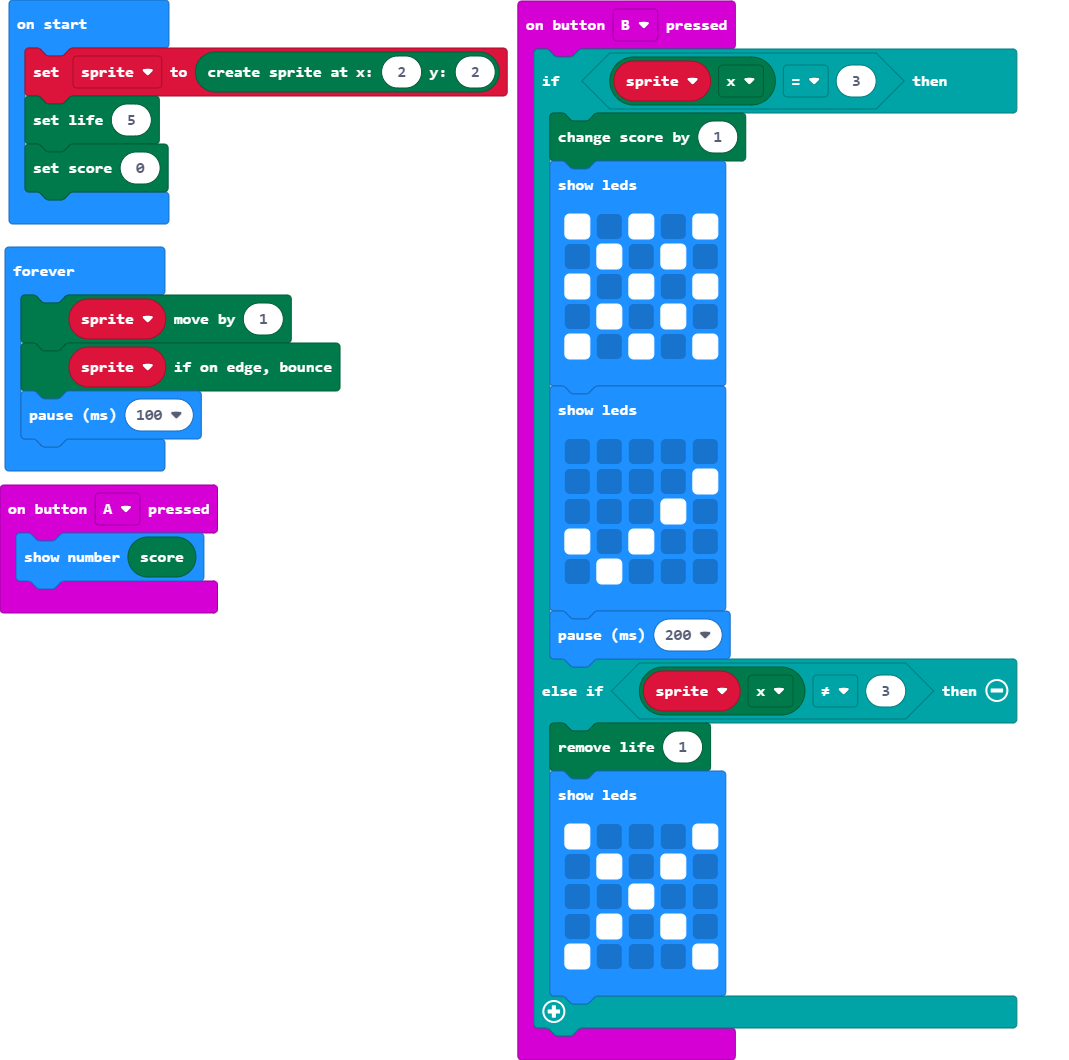 on start
set sprite to create sprite at x: 2 y: 2
set life 5
set score 0
forever
sprite move by 1
sprite if on edge, bounce
pause (ms) 100
on button A pressed
show number score
on button B pressed
if sprite x = 3 then
change score by 1
show leds
show leds
pause (ms) 200
else if sprite x ≠ 3 then
remove life 1
show leds